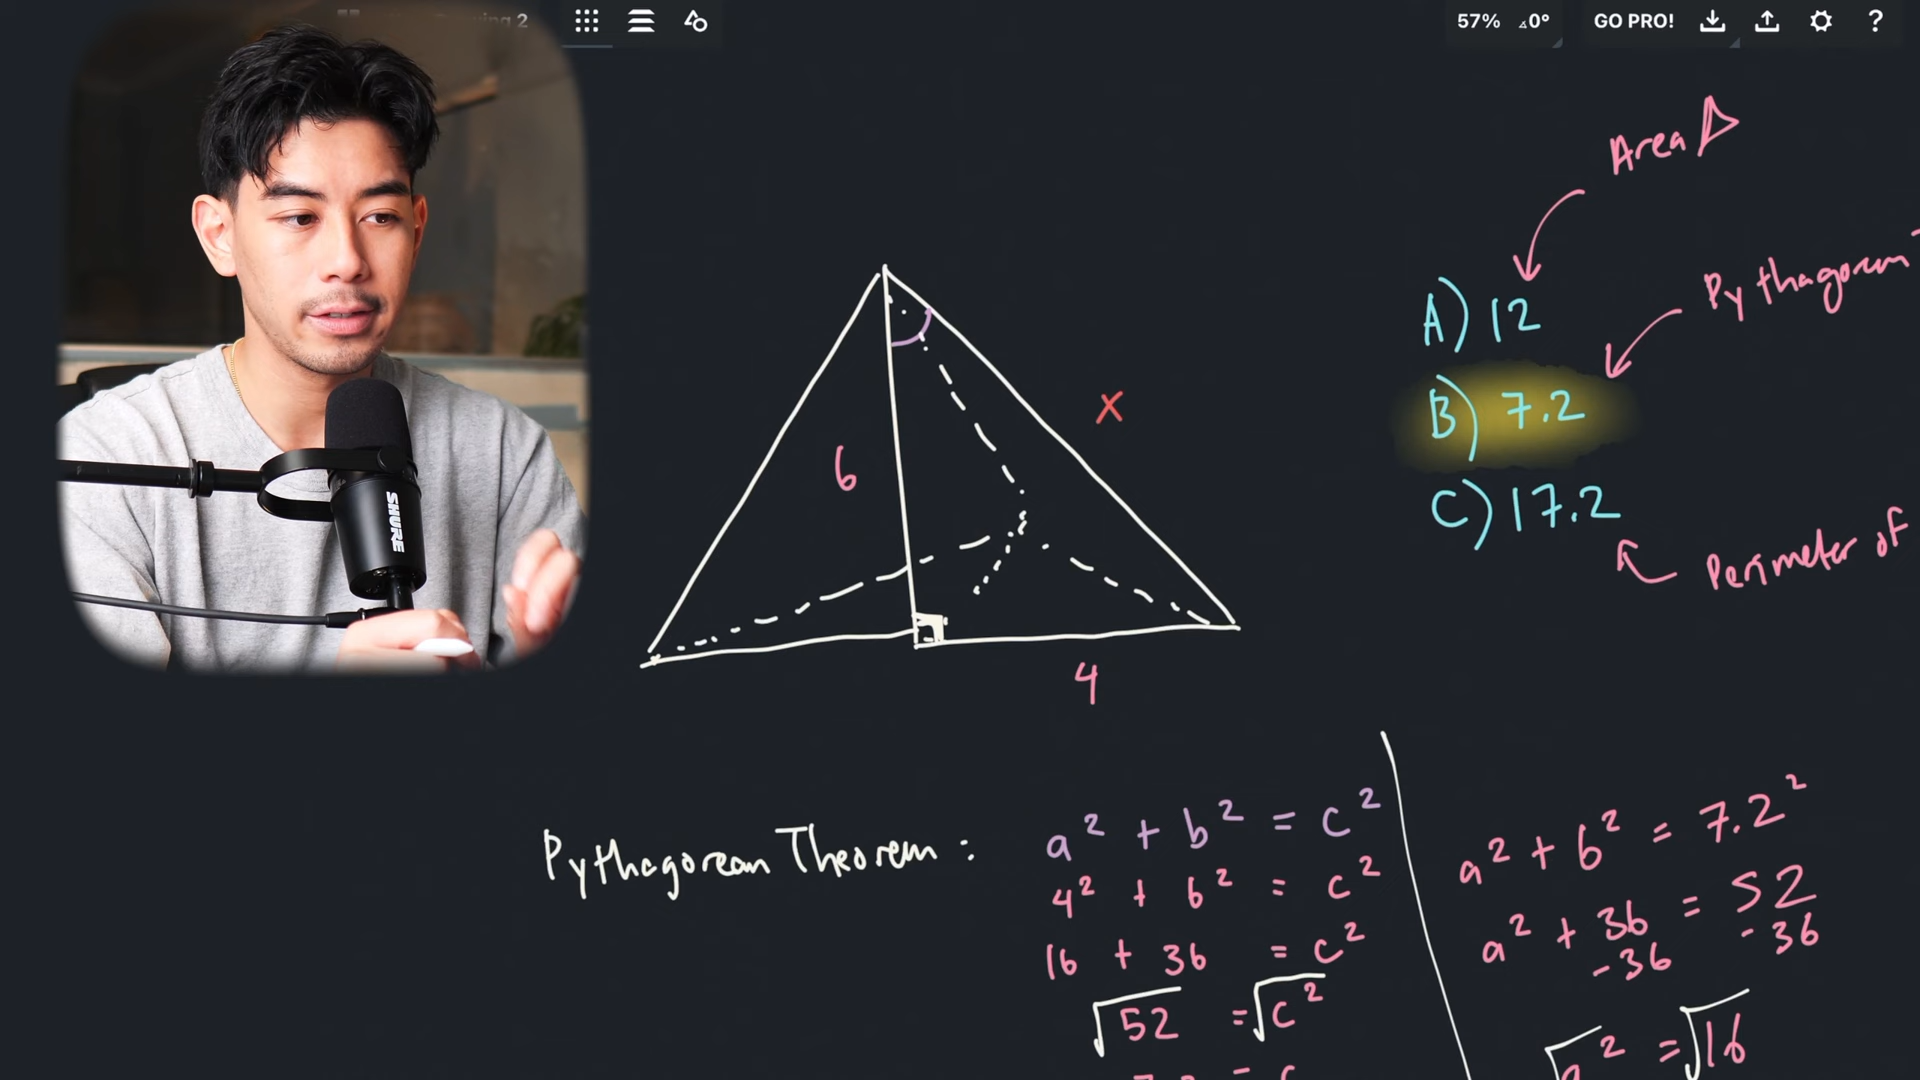 57% 0° GO PRO! ?
Area
Pythagorean
A) 12
B) 7.2
C) 17.2
Perimeter of
6
x
4
SHURE
Pythagorean Theorem :
a² + b² = c²
4² + 6² = c²
16 + 36 = c²
√52 = √c²
a² + 6² = 7.2²
a² + 36 = 52
-36 -36
√a² = √16